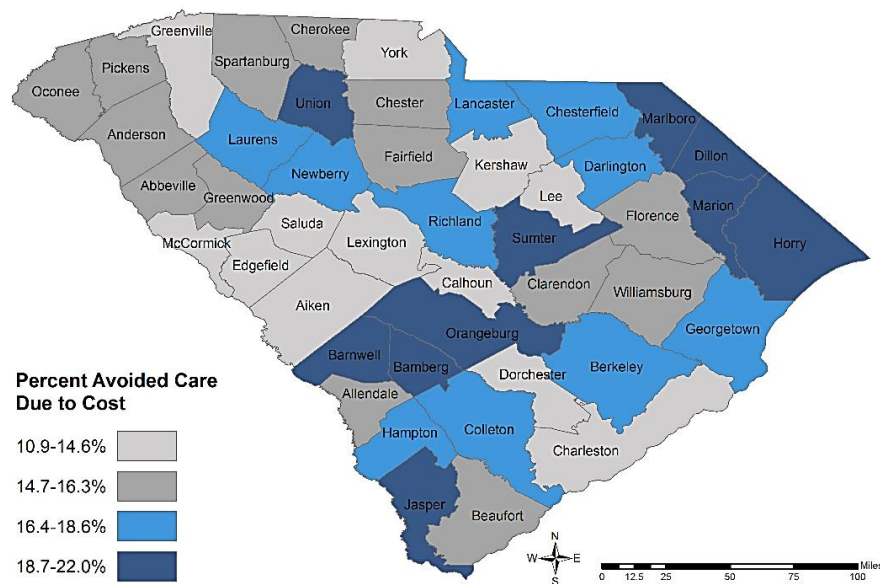 Greenville
Cherokee
Spartanburg
York
Pickens
Oconee
Union
Chester
Lancaster
Chesterfield
Marlboro
Anderson
Laurens
Fairfield
Kershaw
Darlington
Dillon
Newberry
Abbeville
Greenwood
Lee
Marion
Saluda
Richland
Florence
McCormick
Lexington
Sumter
Horry
Edgefield
Calhoun
Clarendon
Williamsburg
Aiken
Orangeburg
Georgetown
Barnwell
Bamberg
Dorchester
Berkeley
Allendale
Hampton
Colleton
Charleston
Jasper
Beaufort
Percent Avoided Care
Due to Cost
10.9-14.6%
14.7-16.3%
16.4-18.6%
18.7-22.0%
N
W E
S
Miles
0 12.5 25 50 75 100